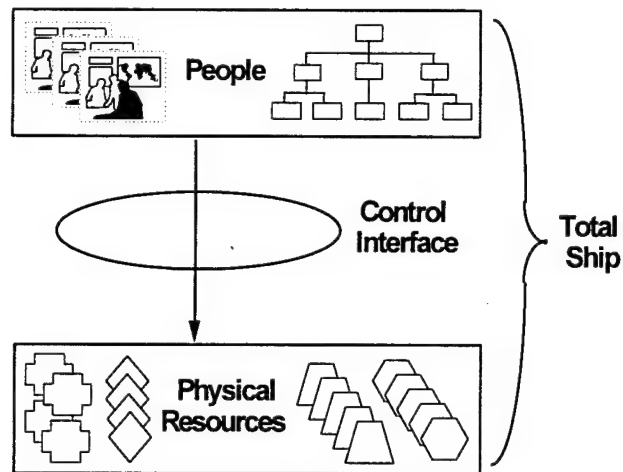 People
Control
Interface
Total
Ship
Physical
Resources